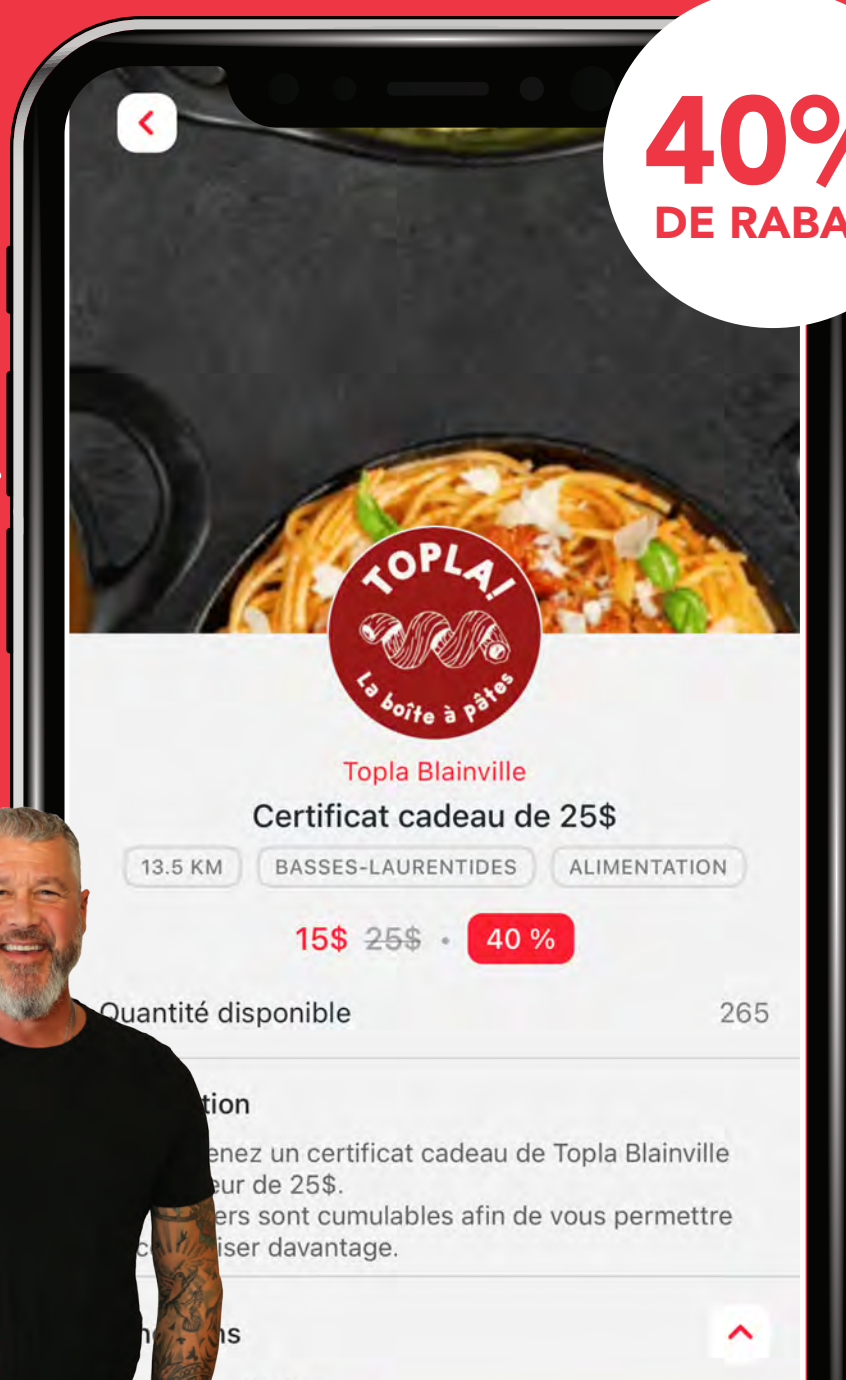 40%
DE RABA
TOPLA!
La boîte à pâtes
Topla Blainville
Certificat cadeau de 25$
13.5 KM BASSES-LAURENTIDES ALIMENTATION
15$ 25$ • 40 %
Quantité disponible 265
tion
enez un certificat cadeau de Topla Blainville
eur de 25$.
ers sont cumulables afin de vous permettre
iser davantage.